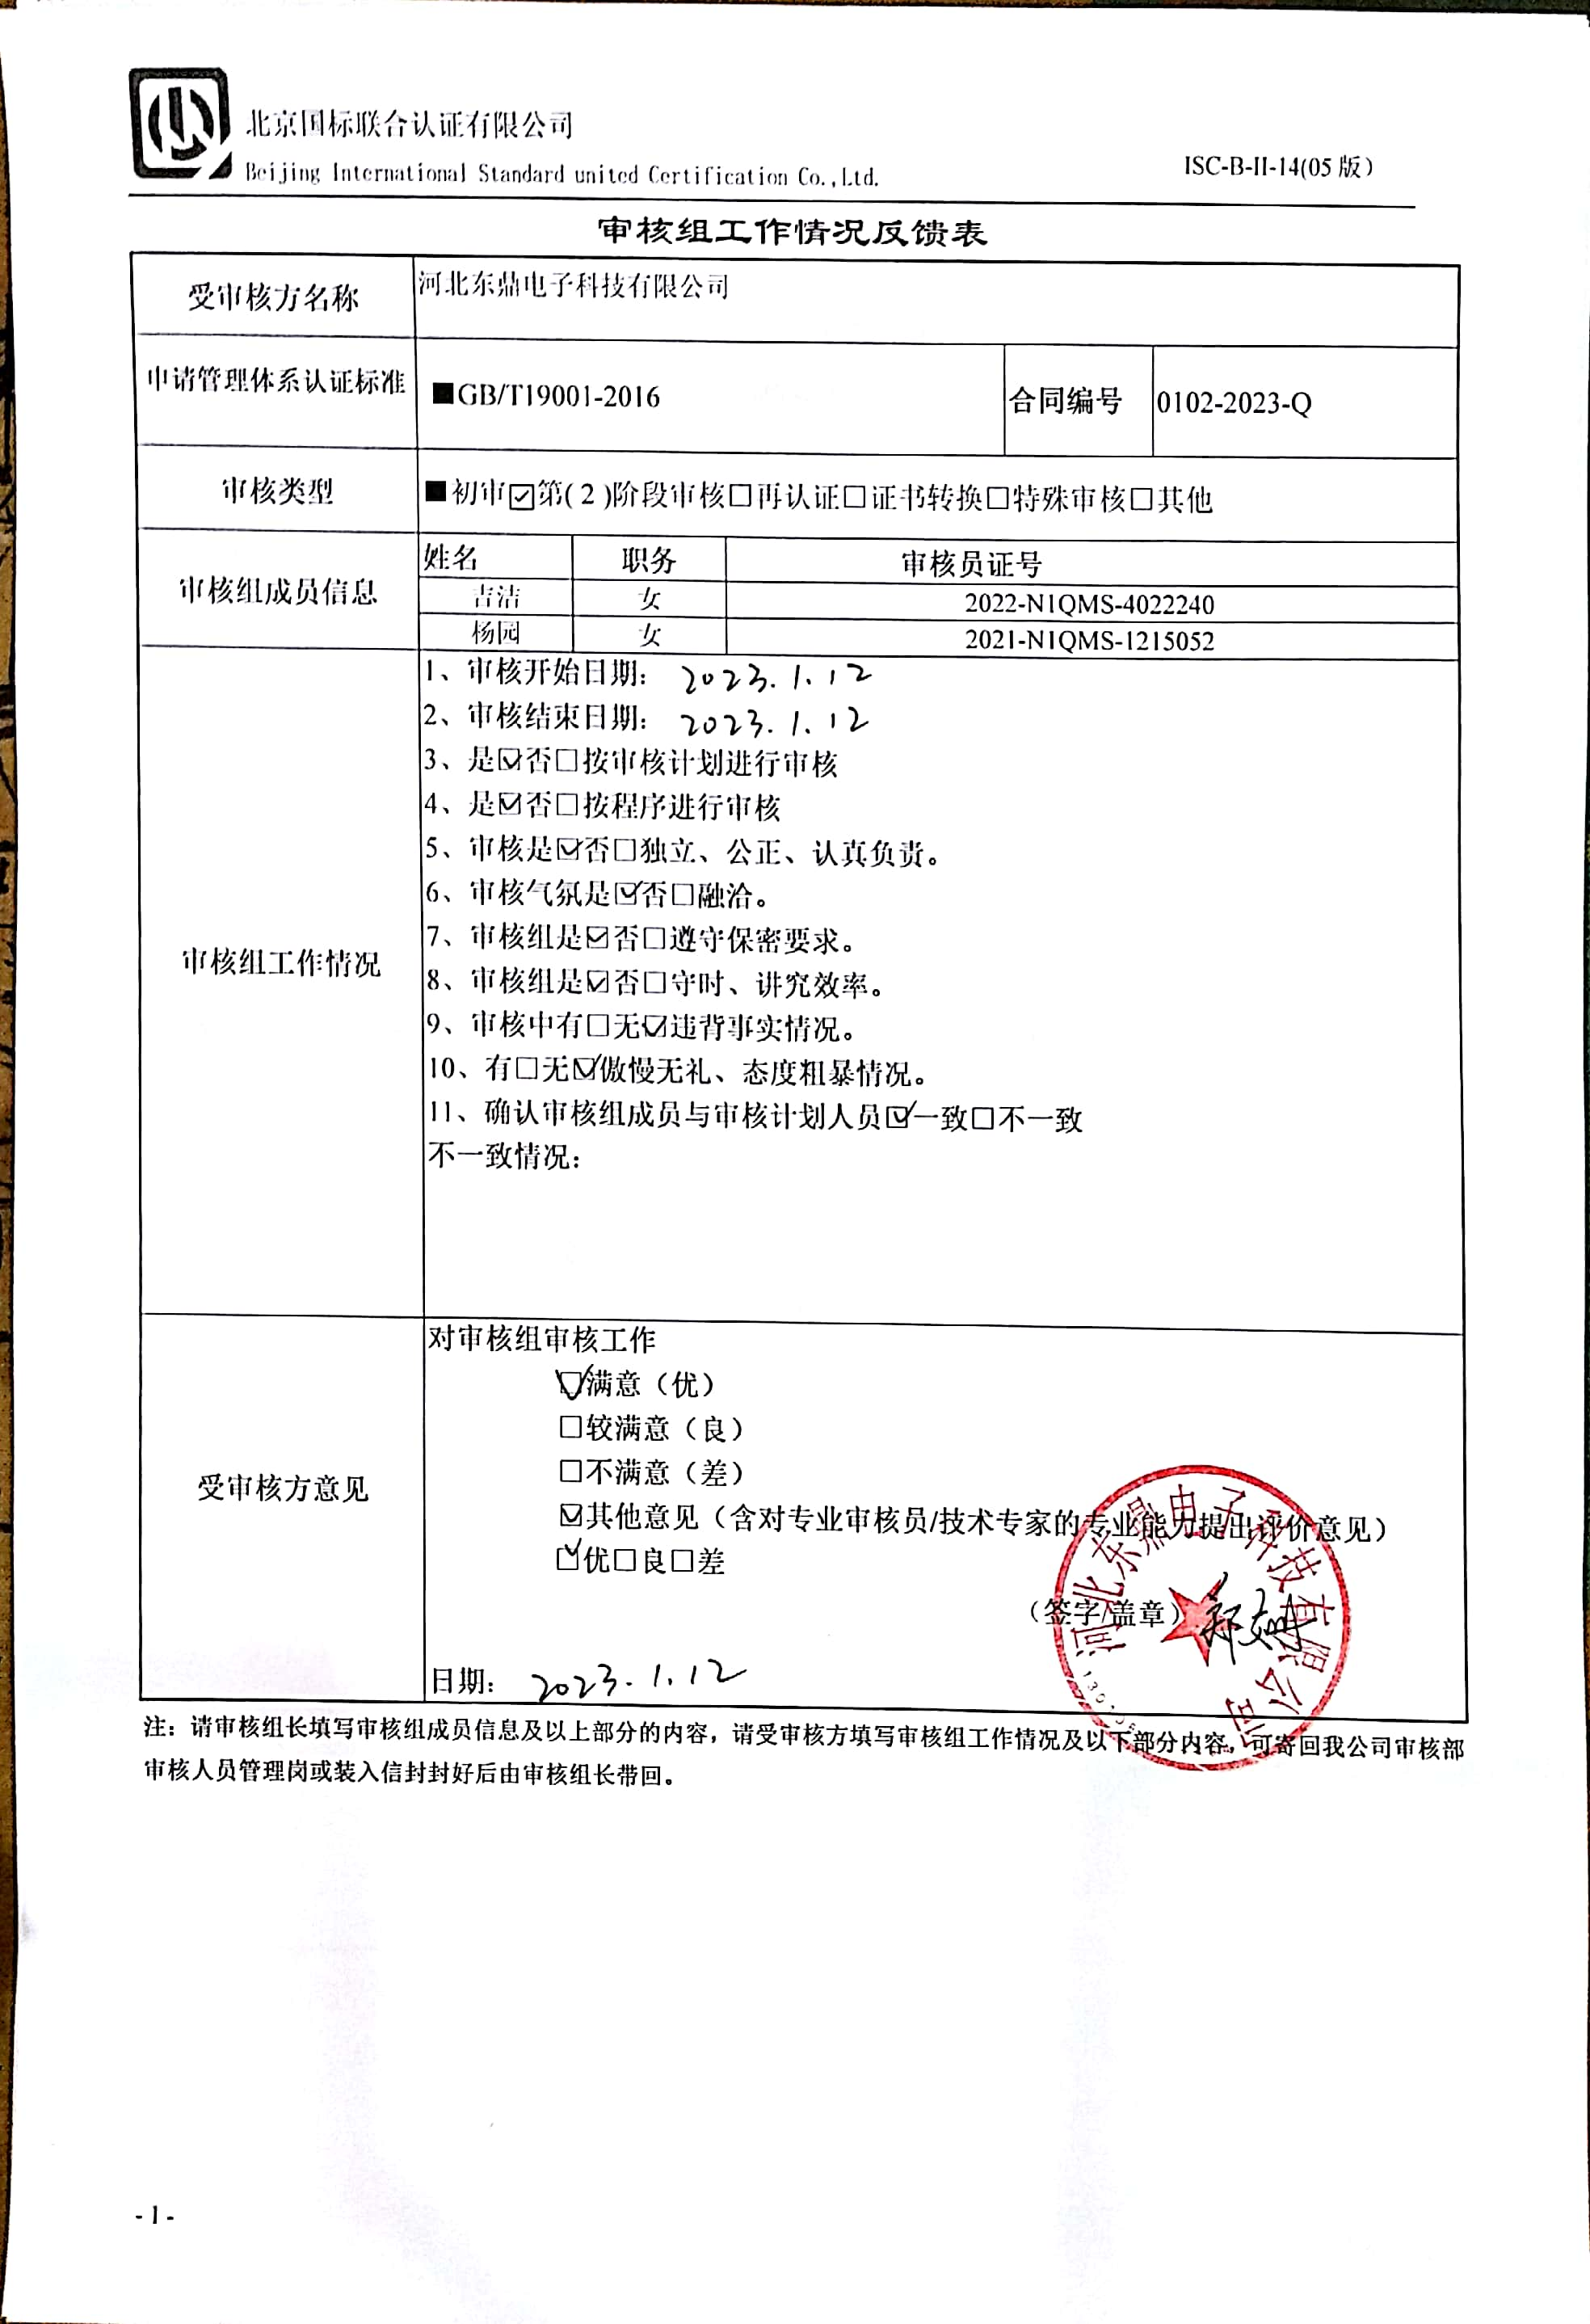 北京国标联合认证有限公司
Beijing International Standard united Certification Co.,Ltd.
ISC-B-II-14(05版)
审核组工作情况反馈表
受审核方名称
河北东鼎电子科技有限公司
申请管理体系认证标准
■GB/T19001-2016
合同编号
0102-2023-Q
审核类型
■初审☑第(2)阶段审核□再认证□证书转换□特殊审核□其他
审核组成员信息
姓名 职务 审核员证号
吉洁 女 2022-N1QMS-4022240
杨园 女 2021-N1QMS-1215052
审核组工作情况
1、审核开始日期: 2023.1.12
2、审核结束日期: 2023.1.12
3、是☑否□按审核计划进行审核
4、是☑否□按程序进行审核
5、审核是☑否□独立、公正、认真负责。
6、审核气氛是☑否□融洽。
7、审核组是☑否□遵守保密要求。
8、审核组是☑否□守时、讲究效率。
9、审核中有□无☑违背事实情况。
10、有□无☑傲慢无礼、态度粗暴情况。
11、确认审核组成员与审核计划人员☑一致□不一致
不一致情况:
受审核方意见
对审核组审核工作
☑满意（优）
□较满意（良）
□不满意（差）
☑其他意见（含对专业审核员/技术专家的专业能力提出评价意见）
☑优□良□差
（签字/盖章）
河北东鼎电子科技有限公司
日期: 2023.1.12
注：请审核组长填写审核组成员信息及以上部分的内容，请受审核方填写审核组工作情况及以下部分内容，可寄回我公司审核部
审核人员管理岗或装入信封封好后由审核组长带回。
-1-